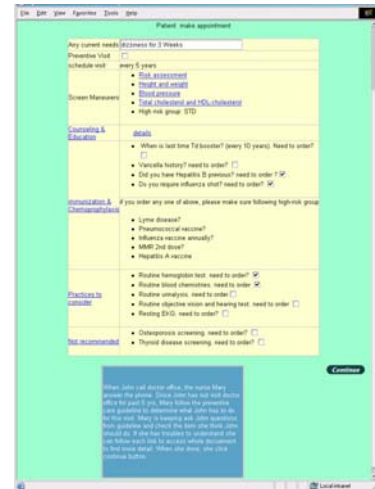 File Edit View Favorites Tools Help
Patient: make appointment
Any current needs dizziness for 3 Weeks
Preventive Visit
schedule visit every 5 years
Screen Maneuvers
Risk assessment
Height and weight
Blood pressure
Total cholesterol and HDL-cholesterol
High risk group: STD
Counseling & Education
details
When is last time Td booster? (every 10 years). Need to order?
Varicella history? need to order?
Did you have Hepatitis B previous? need to order ?
Do you require influenza shot? need to order?
Immunization & Chemoprophylaxis
if you order any one of above, please make sure following high-risk group
Lyme disease?
Pneumococcal vaccine?
Influenza vaccine annually?
MMR 2nd dose?
Hepatitis A vaccine
Practices to consider
Routine hemoglobin test. need to order?
Routine blood chemistries. need to order
Routine urinalysis. need to order
Routine objective vision and hearing test. need to order
Resting EKG. need to order?
Not recommended
Osteoporosis screening. need to order?
Thyroid disease screening. need to order?
Continue
When John call doctor office, the nurse Mary
answer the phone. Since John has not visit doctor
office for past 5 yrs, Mary follow the preventive
care guideline to determine what John has to do
for this visit. Mary is keeping ask John questions
from guideline and check the item she think John
should do. If she has troubles to understand she
can follow each link to access whole document
to find more detail. When she done, she click
continue button.
Local intranet